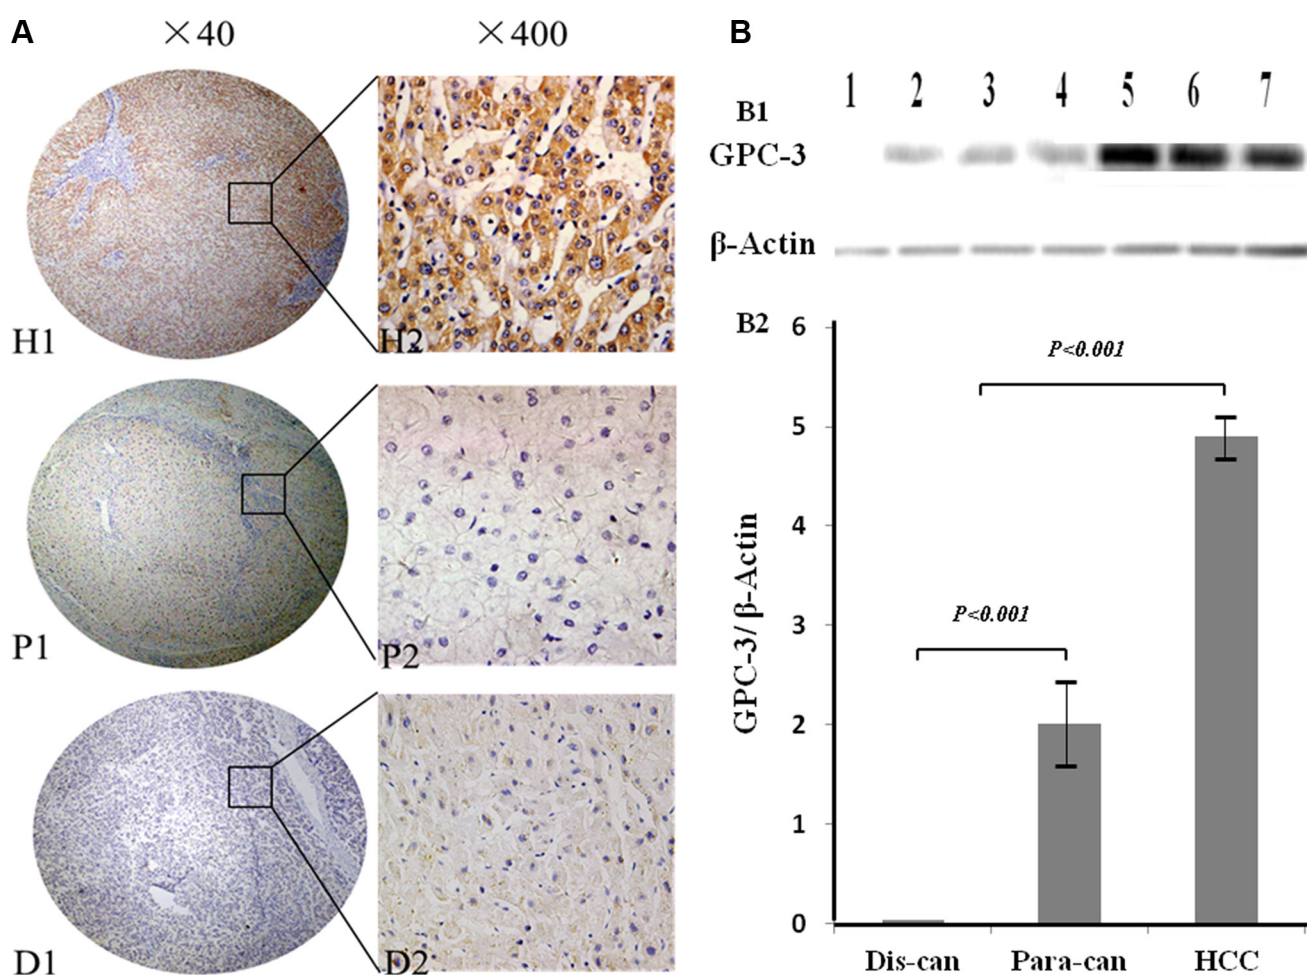 A
×40 ×400
H1 H2
P1 P2
D1 D2
B
B1 1 2 3 4 5 6 7
GPC-3
β-Actin
B2
GPC-3/β-Actin
6
5
4
3
2
1
0
P<0.001
P<0.001
Dis-can Para-can HCC